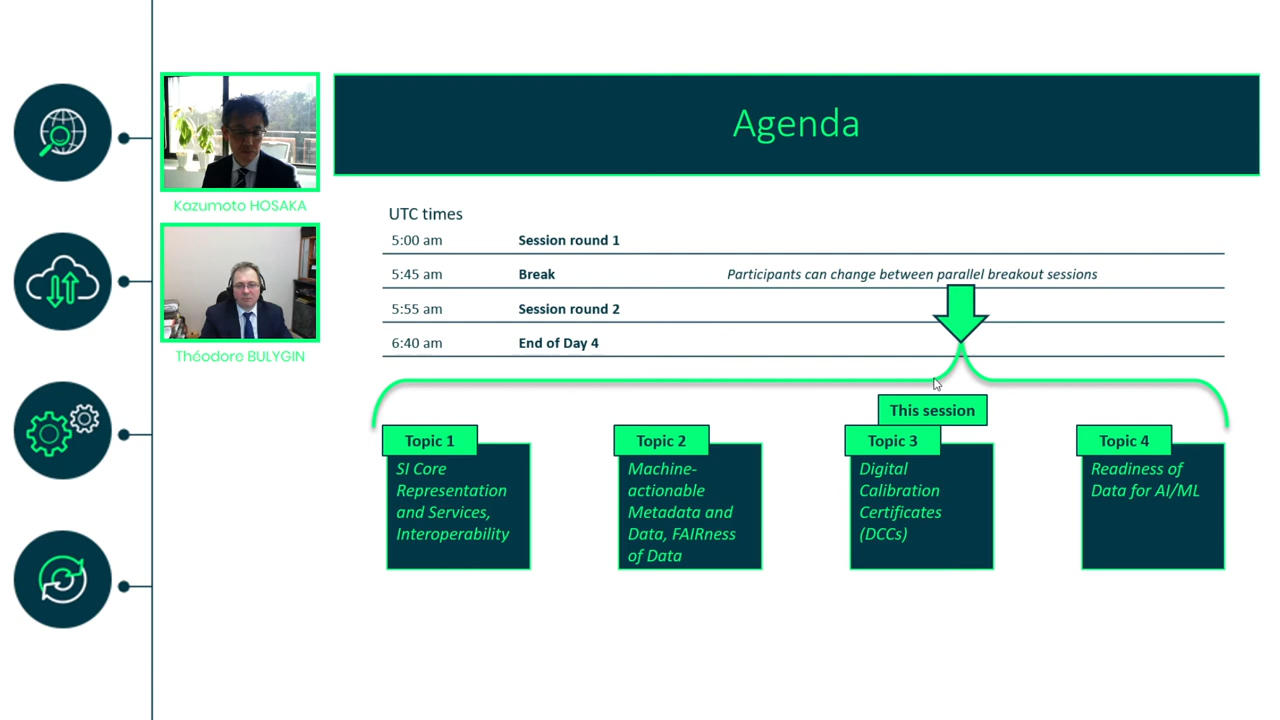 Agenda
Kazumoto HOSAKA
Théodore BULYGIN
UTC times
5:00 am Session round 1
5:45 am Break Participants can change between parallel breakout sessions
5:55 am Session round 2
6:40 am End of Day 4
This session
Topic 1
SI Core
Representation
and Services,
Interoperability
Topic 2
Machine-
actionable
Metadata and
Data, FAIRness
of Data
Topic 3
Digital
Calibration
Certificates
(DCCs)
Topic 4
Readiness of
Data for AI/ML